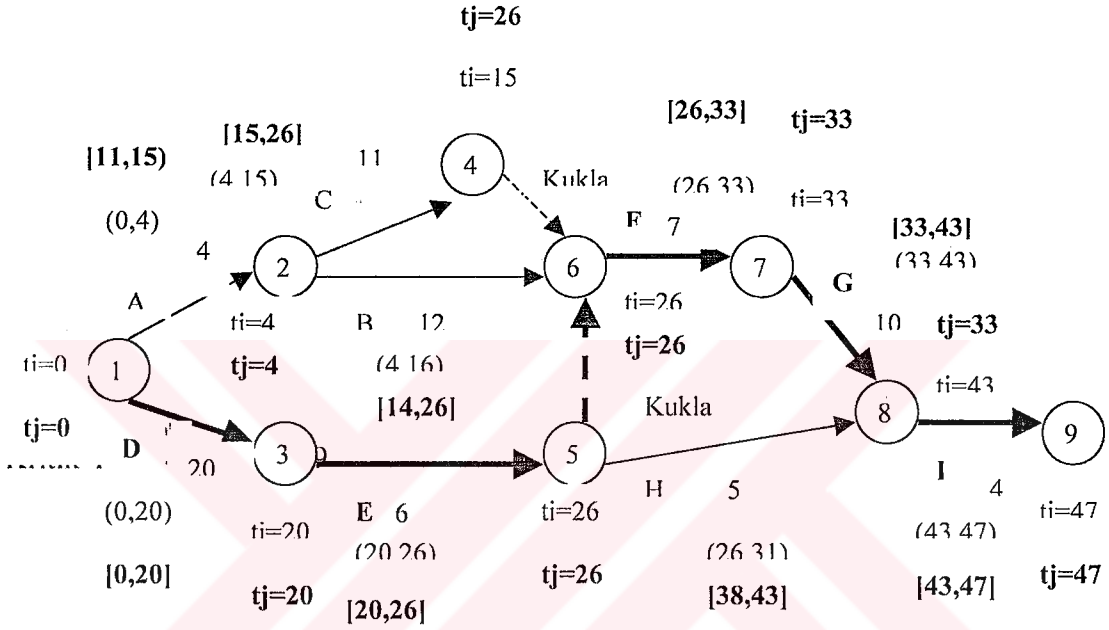 tj=26
ti=15
[26,33]
tj=33
[15,26]
[11,15)
11
4
Kukla
(4,15)
(26,33)
C
ti=33
(0,4)
F
7
[33,43]
4
2
6
7
(33,43)
G
A
ti=26
ti=4
B
12
10
tj=33
ti=0
1
tj=4
(4,16)
tj=26
ti=43
[14,26]
Kukla
8
tj=0
9
D
3
5
20
H
5
I
4
(0,20)
E
6
ti=26
ti=47
ti=20
(20,26)
(26,31)
(43,47)
[0,20]
tj=26
[43,47]
tj=47
tj=20
[20,26]
[38,43]